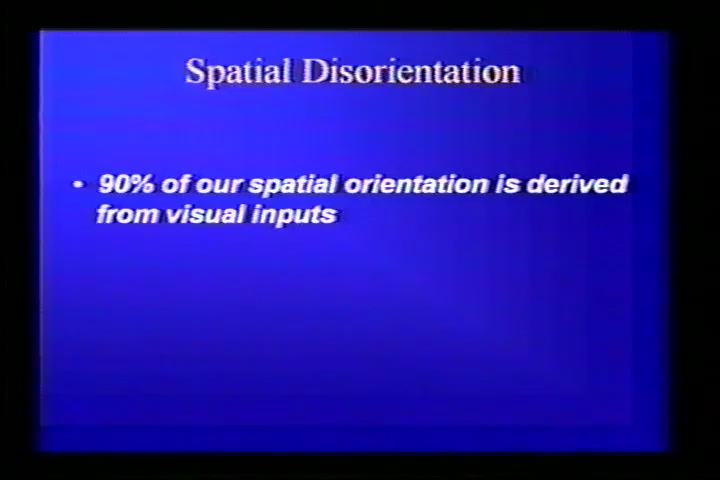 Spatial Disorientation
• 90% of our spatial orientation is derived
from visual inputs